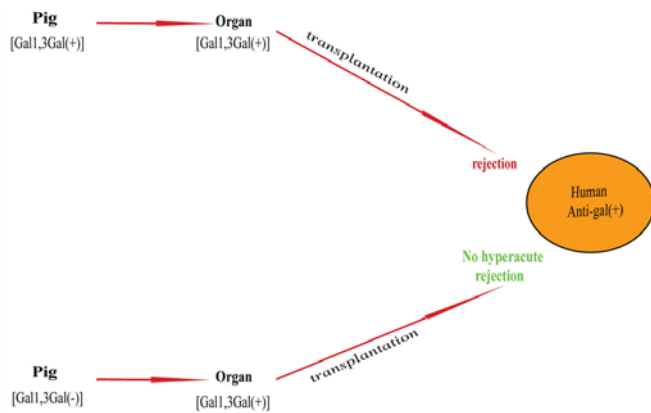 Pig
[Gal1,3Gal(+)]
Organ
[Gal1,3Gal(+)]
transplantation
rejection
Human
Anti-gal(+)
No hyperacute
rejection
transplantation
Pig
[Gal1,3Gal(-)]
Organ
[Gal1,3Gal(+)]